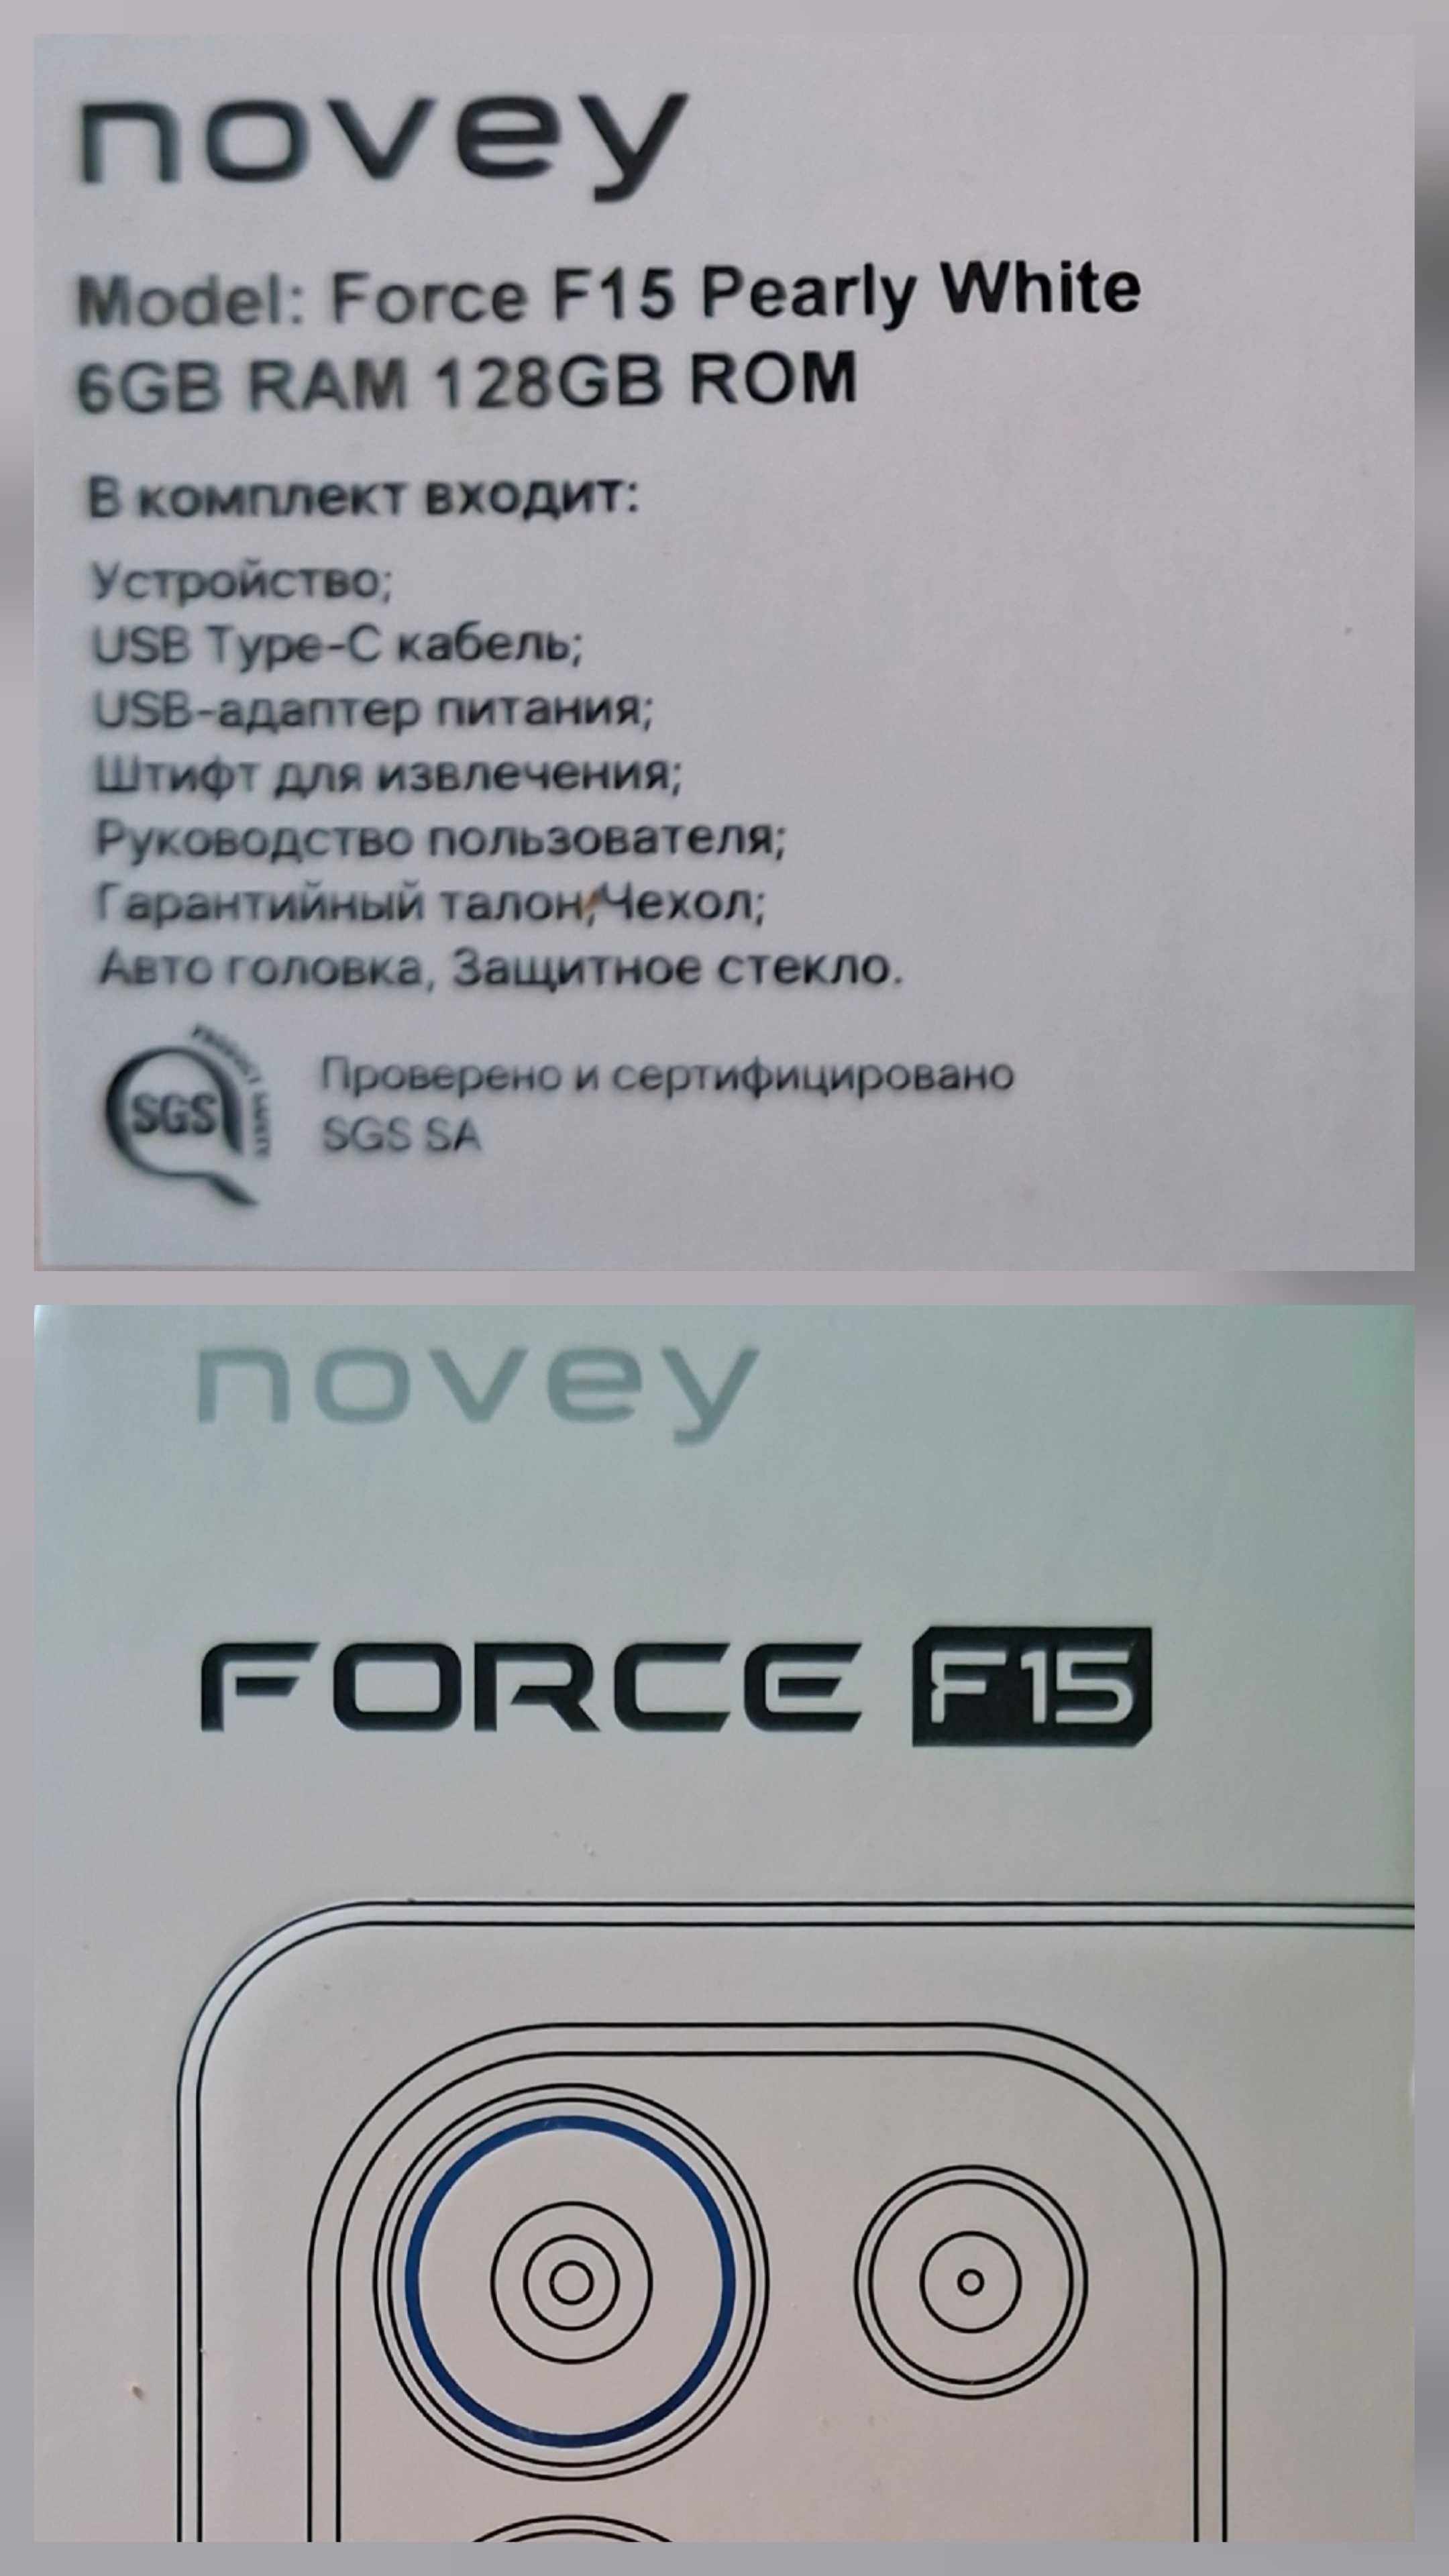 novey
Model: Force F15 Pearly White
6GB RAM 128GB ROM
В комплект входит:
Устройство;
USB Type-C кабель;
USB-адаптер питания;
Штифт для извлечения;
Руководство пользователя;
Гарантийный талон;Чехол;
Авто головка, Защитное стекло.
PRODUCT SAFETY
SGS
Проверено и сертифицировано
SGS SA
novey
FORCE F15